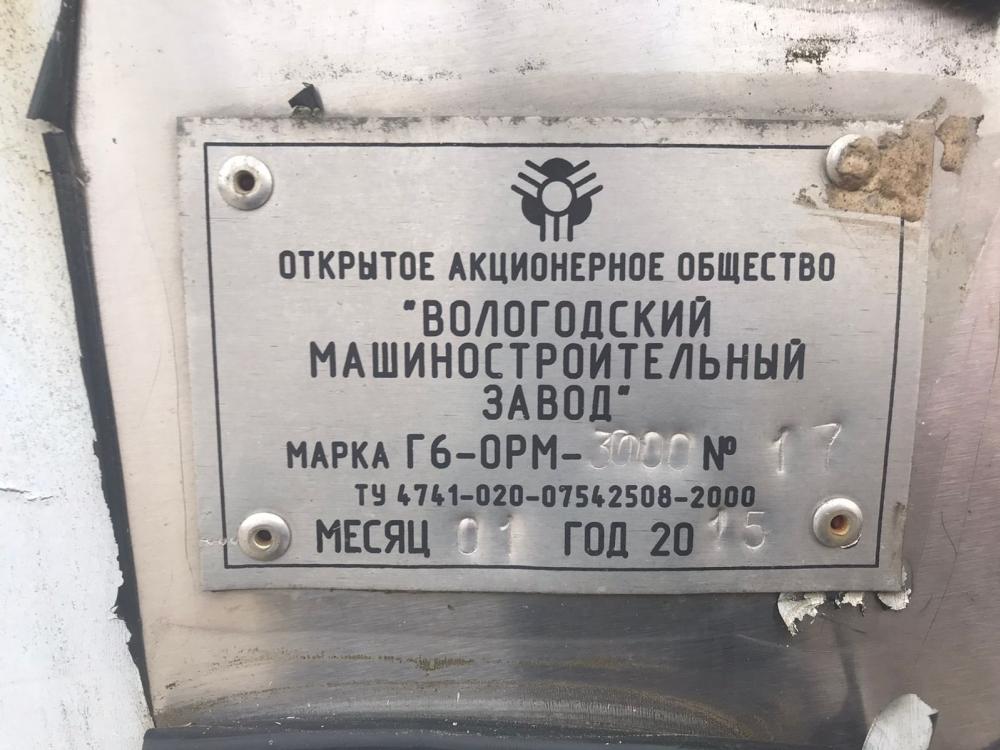 ОТКРЫТОЕ АКЦИОНЕРНОЕ ОБЩЕСТВО
"ВОЛОГОДСКИЙ
МАШИНОСТРОИТЕЛЬНЫЙ
ЗАВОД"
МАРКА Г6-ОРМ-3000 № 17
ТУ 4741-020-07542508-2000
МЕСЯЦ 01 ГОД 2015